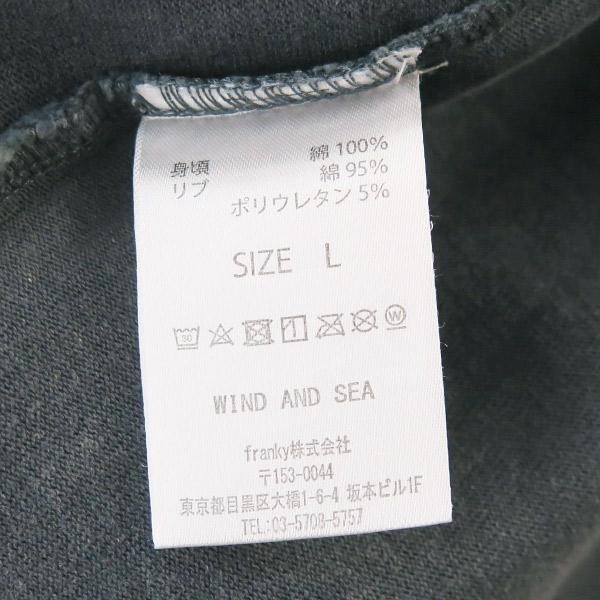 身頃 綿 100%
リブ 綿 95%
ポリウレタン 5%
SIZE L
30 W
WIND AND SEA
franky株式会社
〒153-0044
東京都目黒区大橋1-6-4 坂本ビル1F
TEL:03-5708-5757